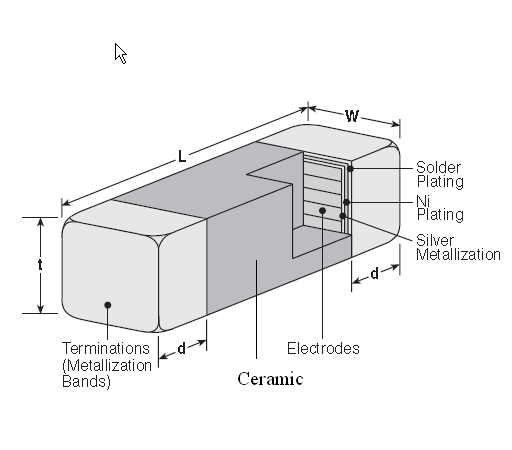 W
L
Solder
Plating
Ni
Plating
Silver
Metallization
t
d
d
Terminations
(Metallization
Bands)
Electrodes
Ceramic